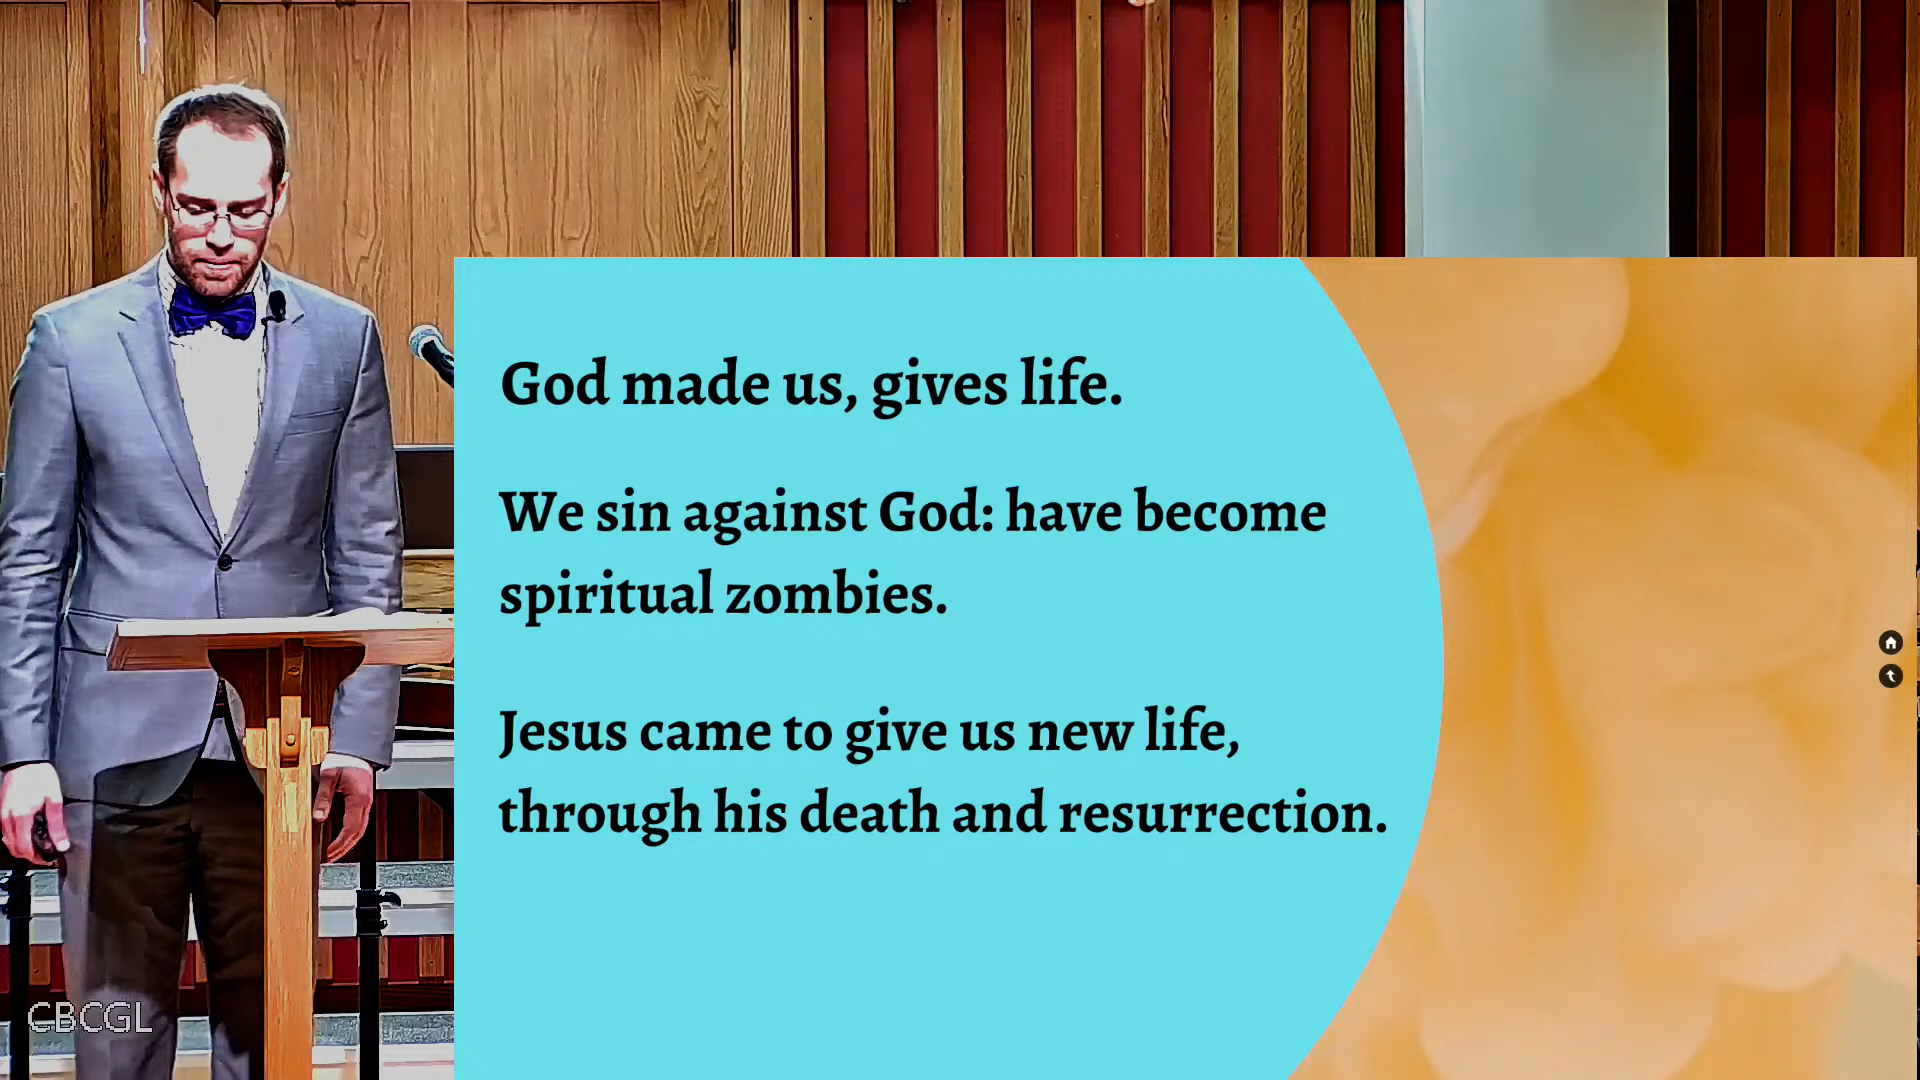 God made us, gives life.
We sin against God: have become
spiritual zombies.
Jesus came to give us new life,
through his death and resurrection.
CBCGL